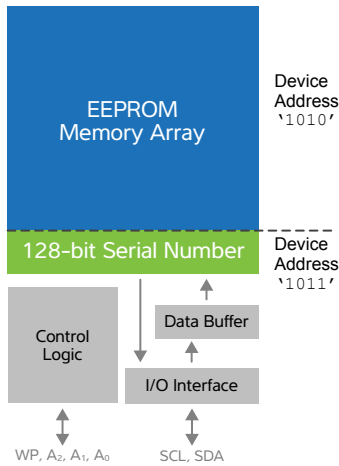 EEPROM
Memory Array
Device
Address
‘1010’
128-bit Serial Number
Device
Address
‘1011’
Control
Logic
Data Buffer
I/O Interface
WP, A₂, A₁, A₀
SCL, SDA